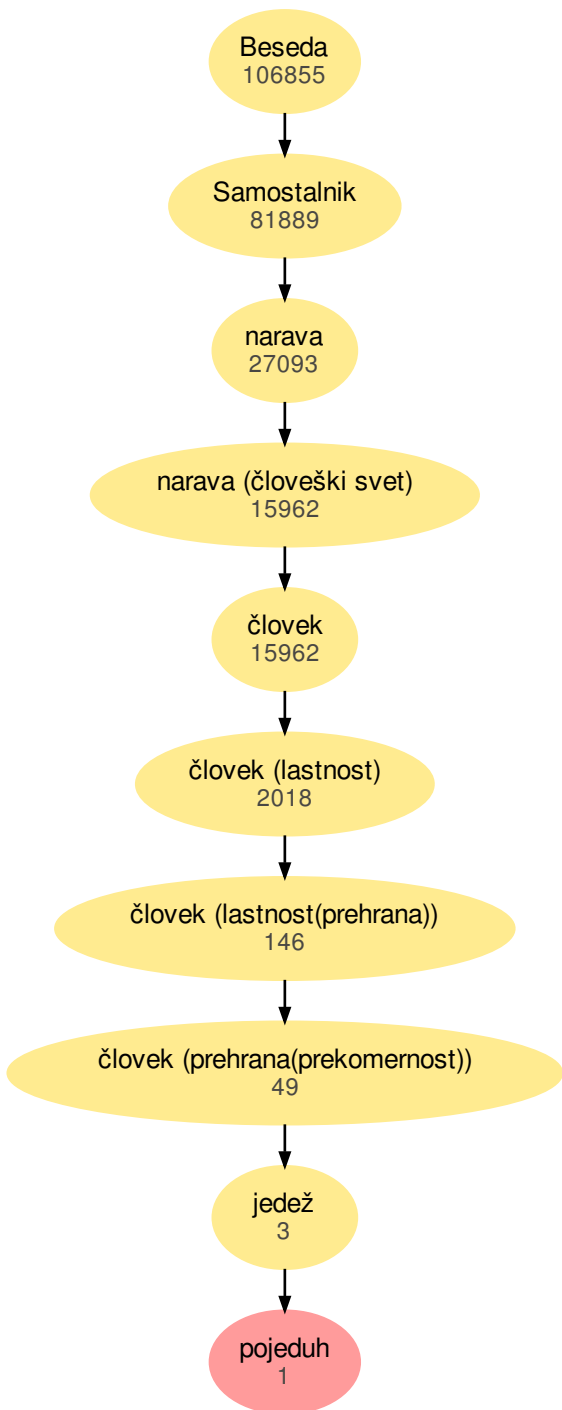 Beseda
106855
Samostalnik
81889
narava
27093
narava (človeški svet)
15962
človek
15962
človek (lastnost)
2018
človek (lastnost(prehrana))
146
človek (prehrana(prekomernost))
49
jedež
3
pojeduh
1